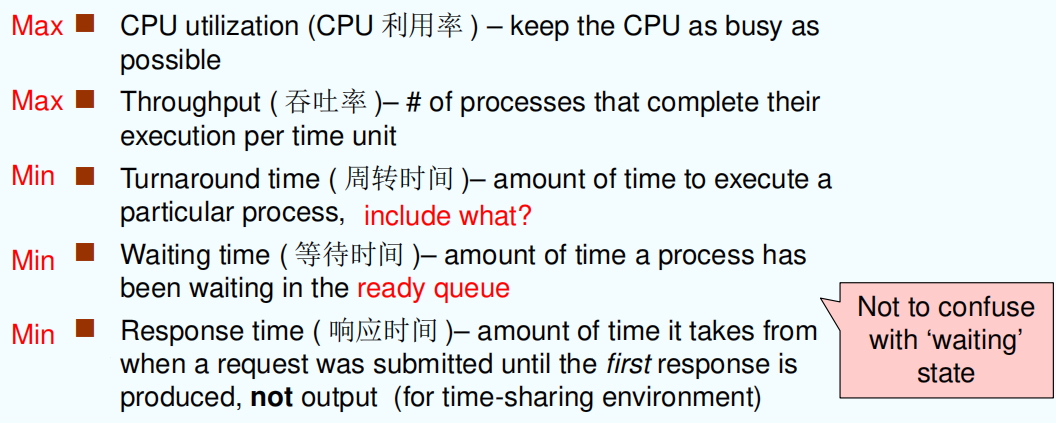 Max ■ CPU utilization (CPU 利用率 ) – keep the CPU as busy as
possible
Max ■ Throughput ( 吞吐率 )– # of processes that complete their
execution per time unit
Min ■ Turnaround time ( 周转时间 )– amount of time to execute a
particular process, include what?
Min ■ Waiting time ( 等待时间 )– amount of time a process has
been waiting in the ready queue
Min ■ Response time ( 响应时间 )– amount of time it takes from
when a request was submitted until the first response is
produced, not output (for time-sharing environment)
Not to confuse
with ‘waiting’
state